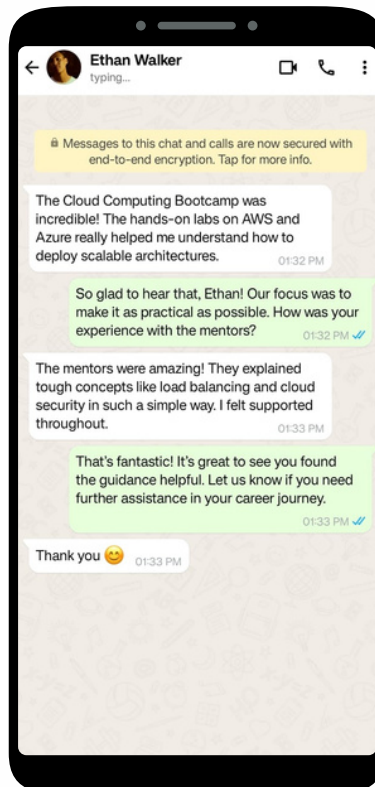 Ethan Walker
typing...
Messages to this chat and calls are now secured with
end-to-end encryption. Tap for more info.
The Cloud Computing Bootcamp was
incredible! The hands-on labs on AWS and
Azure really helped me understand how to
deploy scalable architectures.
01:32 PM
So glad to hear that, Ethan! Our focus was to
make it as practical as possible. How was your
experience with the mentors?
01:32 PM
The mentors were amazing! They explained
tough concepts like load balancing and cloud
security in such a simple way. I felt supported
throughout.
01:33 PM
That's fantastic! It's great to see you found
the guidance helpful. Let us know if you need
further assistance in your career journey.
01:33 PM
Thank you 😊 01:33 PM